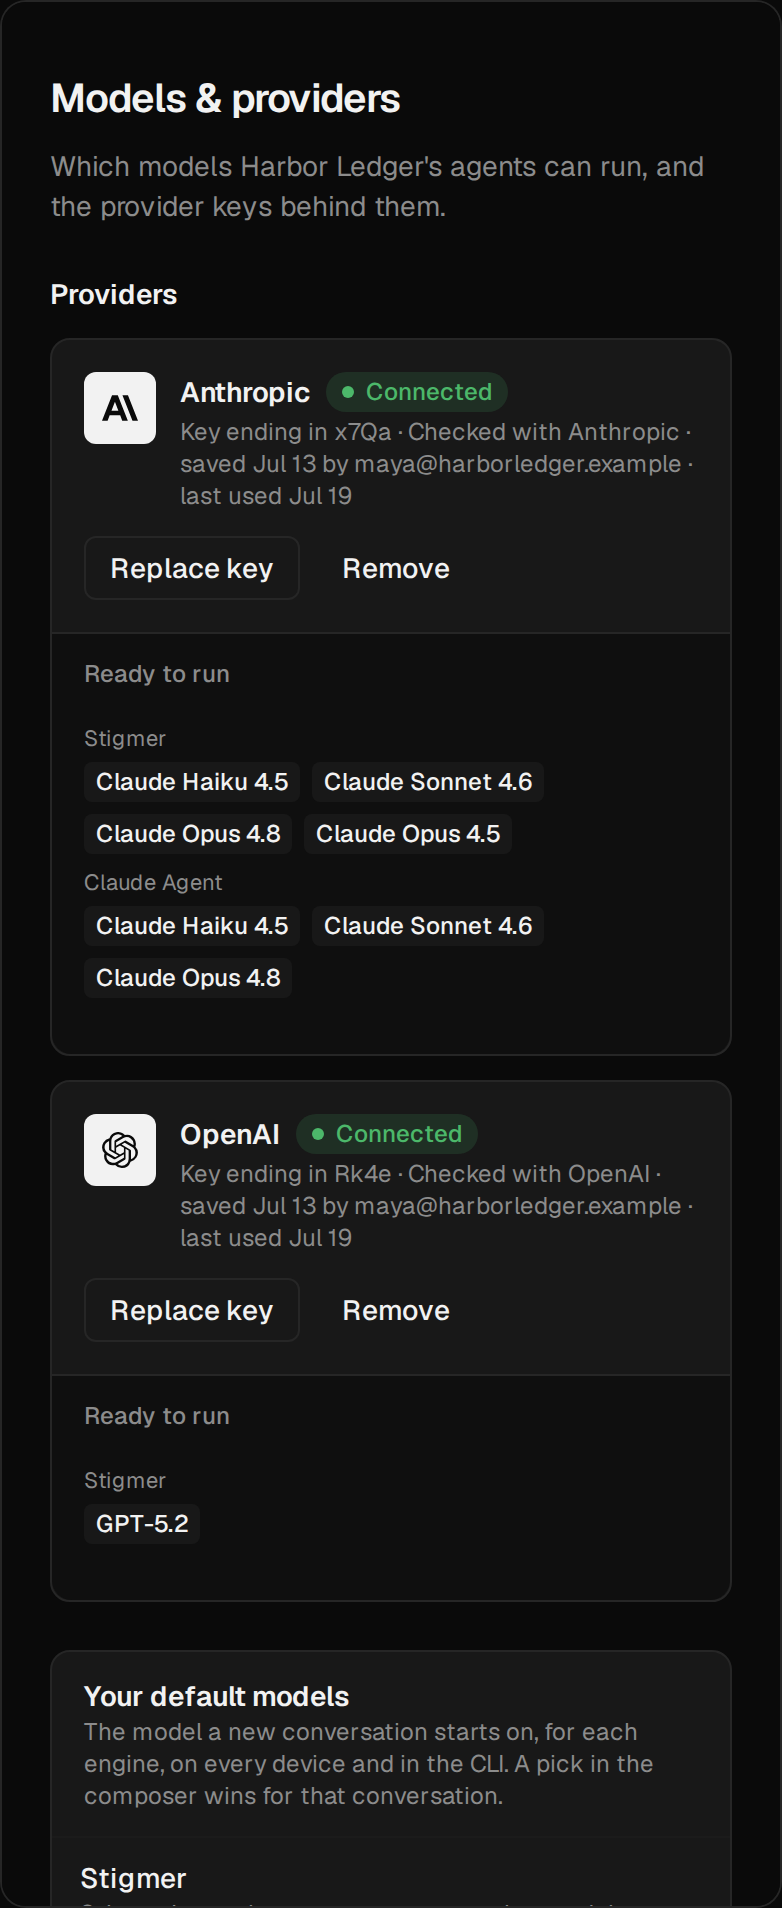 Models & providers
Which models Harbor Ledger's agents can run, and
the provider keys behind them.
Providers
Anthropic
Connected
Key ending in x7Qa · Checked with Anthropic ·
saved Jul 13 by maya@harborledger.example ·
last used Jul 19
Replace key
Remove
Ready to run
Stigmer
Claude Haiku 4.5
Claude Sonnet 4.6
Claude Opus 4.8
Claude Opus 4.5
Claude Agent
Claude Haiku 4.5
Claude Sonnet 4.6
Claude Opus 4.8
OpenAI
Connected
Key ending in Rk4e · Checked with OpenAI ·
saved Jul 13 by maya@harborledger.example ·
last used Jul 19
Replace key
Remove
Ready to run
Stigmer
GPT-5.2
Your default models
The model a new conversation starts on, for each
engine, on every device and in the CLI. A pick in the
composer wins for that conversation.
Stigmer